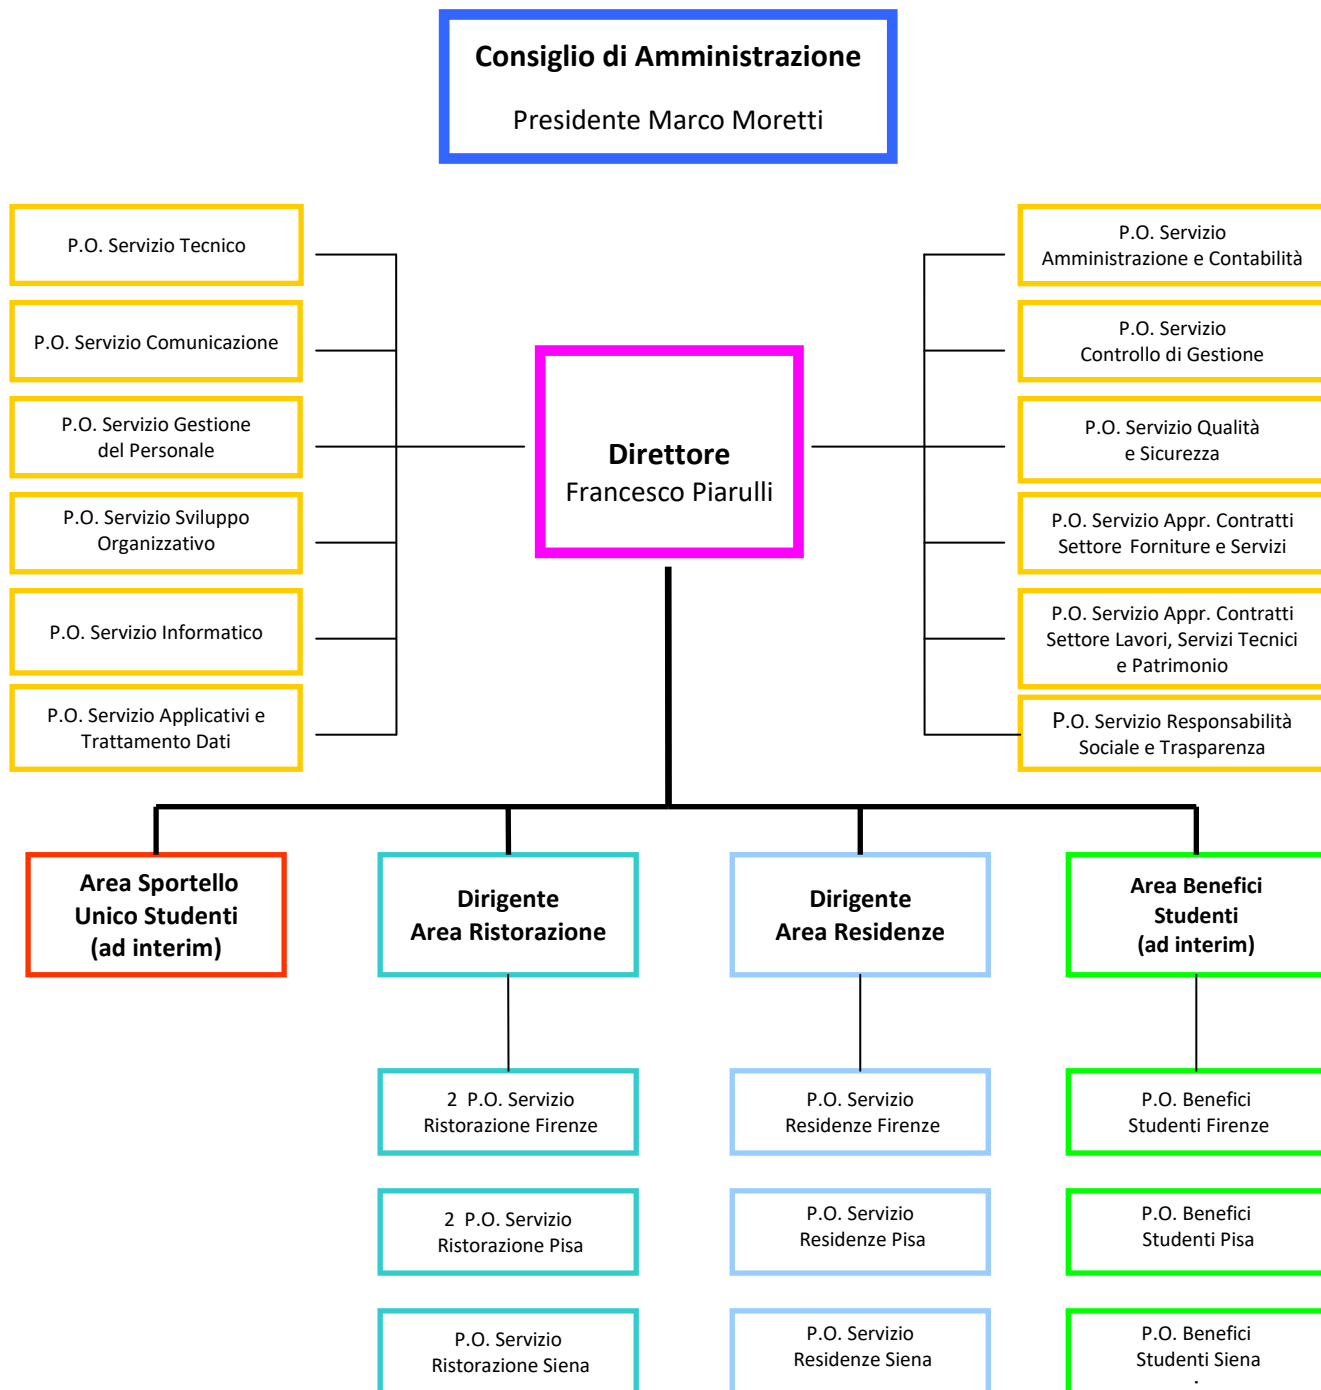 Consiglio di Amministrazione
Presidente Marco Moretti
P.O. Servizio Tecnico
P.O. Servizio Comunicazione
P.O. Servizio Gestione
del Personale
P.O. Servizio Sviluppo
Organizzativo
P.O. Servizio Informatico
P.O. Servizio Applicativi e
Trattamento Dati
Direttore
Francesco Piarulli
P.O. Servizio
Amministrazione e Contabilità
P.O. Servizio
Controllo di Gestione
P.O. Servizio Qualità
e Sicurezza
P.O. Servizio Appr. Contratti
Settore Forniture e Servizi
P.O. Servizio Appr. Contratti
Settore Lavori, Servizi Tecnici
e Patrimonio
P.O. Servizio Responsabilità
Sociale e Trasparenza
Area Sportello
Unico Studenti
(ad interim)
Dirigente
Area Ristorazione
2 P.O. Servizio
Ristorazione Firenze
2 P.O. Servizio
Ristorazione Pisa
P.O. Servizio
Ristorazione Siena
Dirigente
Area Residenze
P.O. Servizio
Residenze Firenze
P.O. Servizio
Residenze Pisa
P.O. Servizio
Residenze Siena
Area Benefici
Studenti
(ad interim)
P.O. Benefici
Studenti Firenze
P.O. Benefici
Studenti Pisa
P.O. Benefici
Studenti Siena